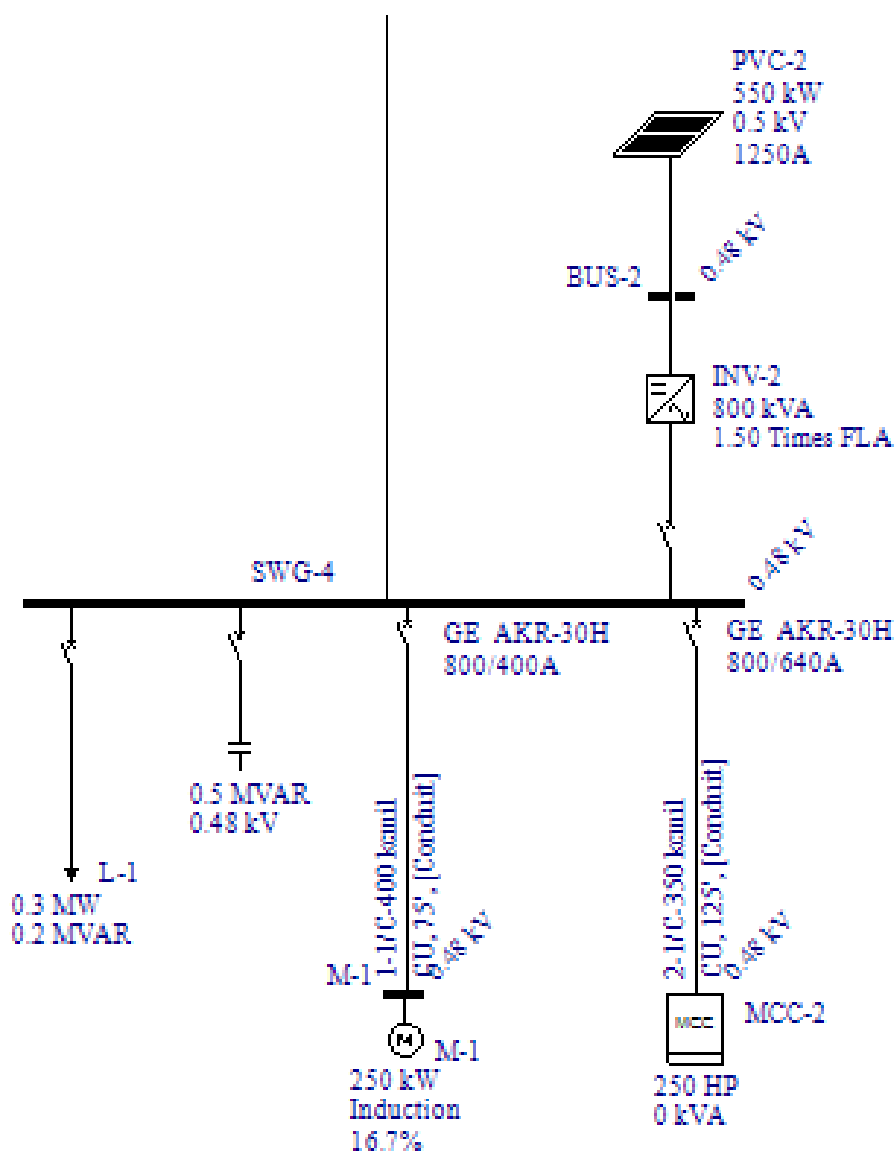 PVC-2
550 kW
0.5 kV
1250A
0.48 kV
BUS-2
INV-2
800 kVA
1.50 Times FLA
0.48 kV
SWG-4
GE AKR-30H
800/400A
GE AKR-30H
800/640A
0.5 MVAR
0.48 kV
L-1
0.3 MW
0.2 MVAR
1-1/C-400 kcmil
CU, 75', [Conduit]
0.48 kV
M-1
M
M-1
250 kW
Induction
16.7%
2-1/C-350 kcmil
CU, 125', [Conduit]
0.48 kV
MCC
MCC-2
250 HP
0 kVA